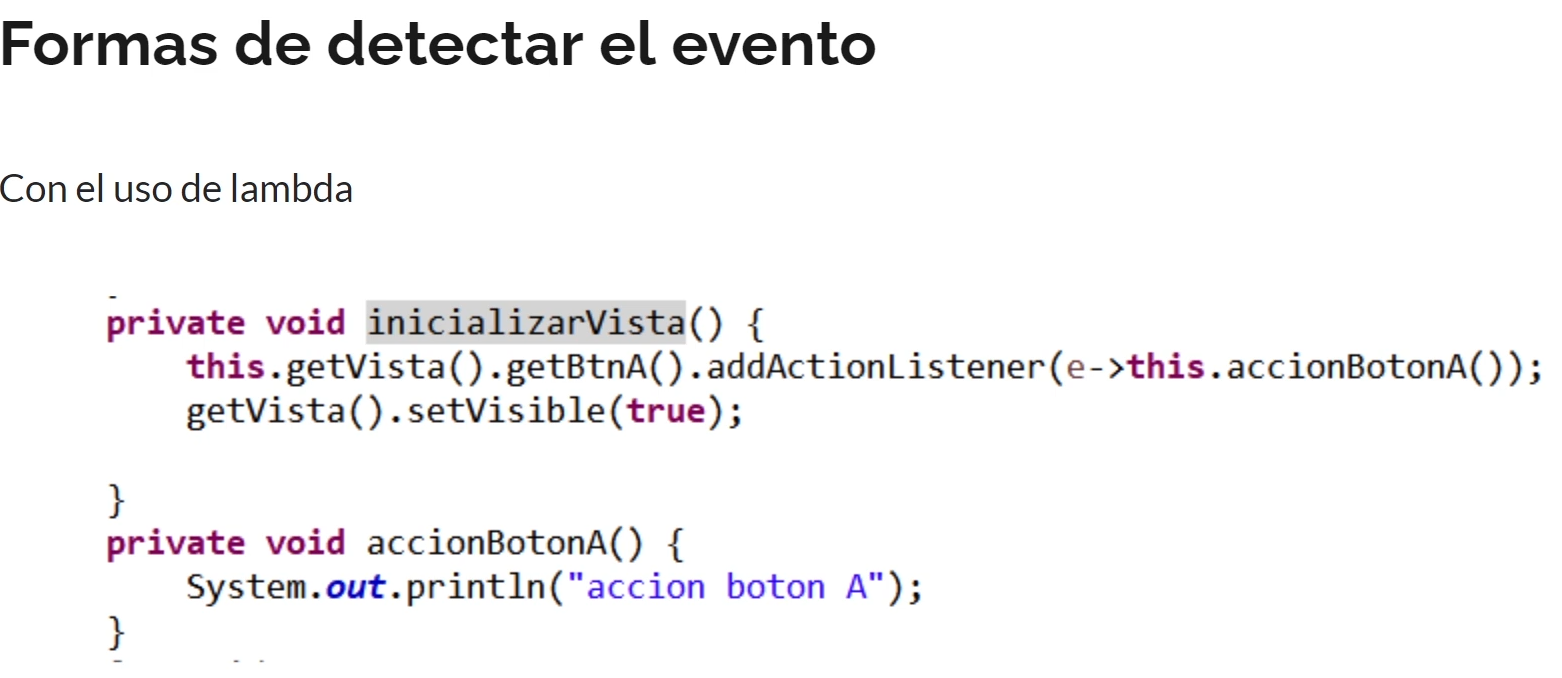 Formas de detectar el evento
Con el uso de lambda
private void inicializarVista() {
this.getVista().getBtnA().addActionListener(e->this.accionBotonA());
getVista().setVisible(true);
}
private void accionBotonA() {
System.out.println("accion boton A");
}